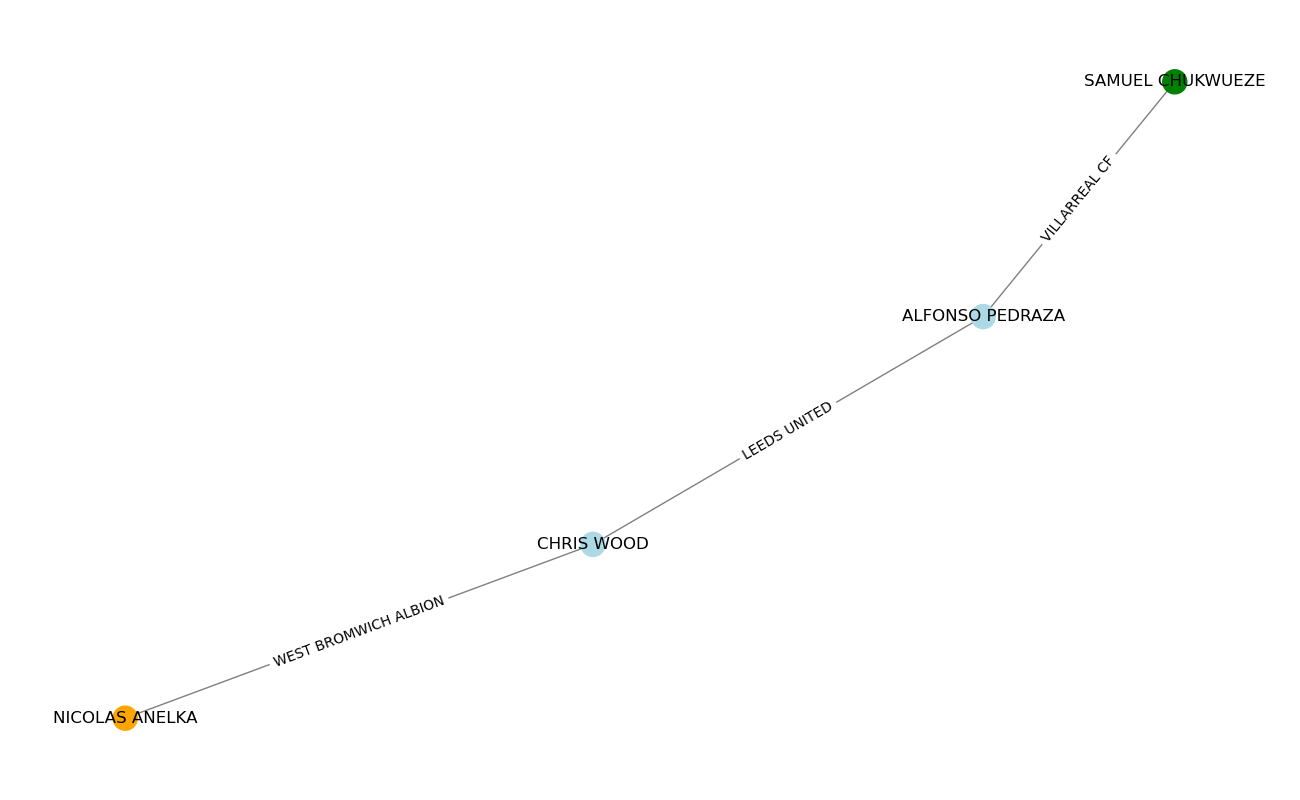 SAMUEL CHUKWUEZE
VILLARREAL CF
ALFONSO PEDRAZA
LEEDS UNITED
CHRIS WOOD
WEST BROMWICH ALBION
NICOLAS ANELKA